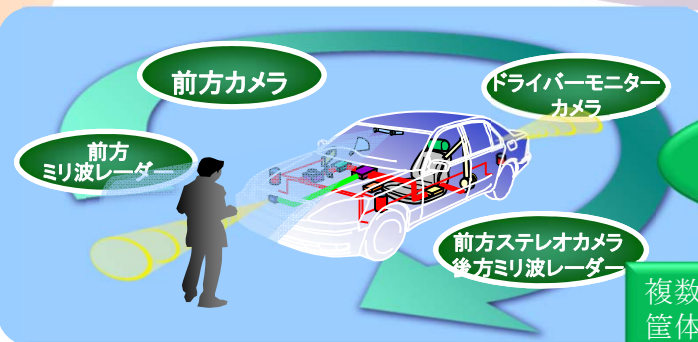 前方カメラ
ドライバーモニター
カメラ
前方
ミリ波レーダー
前方ステレオカメラ
後方ミリ波レーダー
複数
筐体